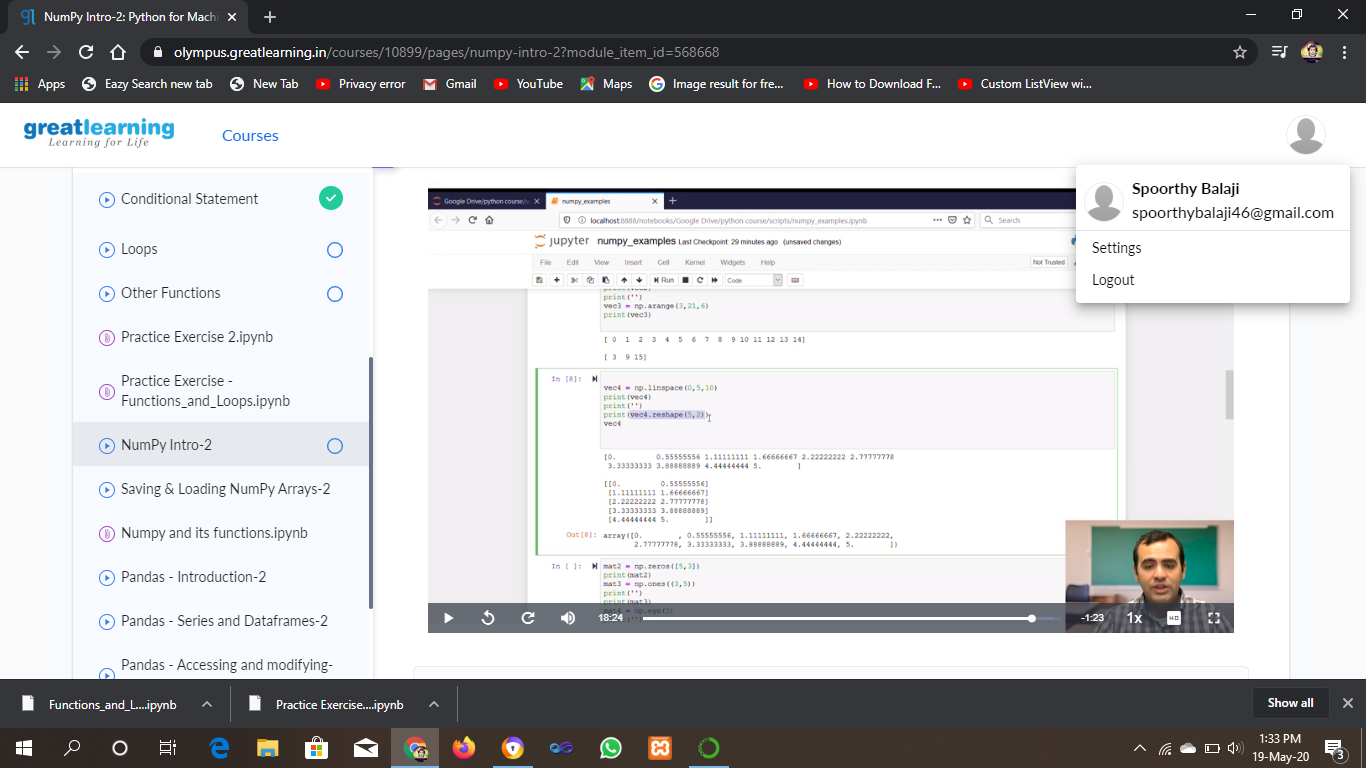 NumPy Intro-2: Python for Machi
olympus.greatlearning.in/courses/10899/pages/numpy-intro-2?module_item_id=568668
Apps Eazy Search new tab New Tab Privacy error Gmail YouTube Maps Image result for fre... How to Download F... Custom ListView wi...
greatlearning
Learning for Life
Courses
Spoorthy Balaji
spoorthybalaji46@gmail.com
Settings
Logout
Conditional Statement
Loops
Other Functions
Practice Exercise 2.ipynb
Practice Exercise -
Functions_and_Loops.ipynb
NumPy Intro-2
Saving & Loading NumPy Arrays-2
Numpy and its functions.ipynb
Pandas - Introduction-2
Pandas - Series and Dataframes-2
Pandas - Accessing and modifying-
Google Drive/python course/s numpy_examples
localhost:8888/notebooks/Google Drive/python course/scripts/numpy_examples.ipynb Search
jupyter numpy_examples Last Checkpoint: 29 minutes ago (unsaved changes)
File Edit View Insert Cell Kernel Widgets Help Not Trusted
Run Code
print(vec2)
print('')
vec3 = np.arange(3,21,6)
print(vec3)
[ 0 1 2 3 4 5 6 7 8 9 10 11 12 13 14]
[ 3 9 15]
In [8]:
vec4 = np.linspace(0,5,10)
print(vec4)
print('')
print(vec4.reshape(5,2))
vec4
[0. 0.55555556 1.11111111 1.66666667 2.22222222 2.77777778
3.33333333 3.88888889 4.44444444 5. ]
[[0. 0.55555556]
[1.11111111 1.66666667]
[2.22222222 2.77777778]
[3.33333333 3.88888889]
[4.44444444 5. ]]
Out[8]: array([0. , 0.55555556, 1.11111111, 1.66666667, 2.22222222,
2.77777778, 3.33333333, 3.88888889, 4.44444444, 5. ])
In [ ]: mat2 = np.zeros([5,3])
print(mat2)
mat3 = np.ones((3,5))
print('')
print(mat3)
mat4 = np.eye(5)
18:24 -1:23 1x HD
Functions_and_L....ipynb Practice Exercise....ipynb Show all
1:33 PM
19-May-20
3